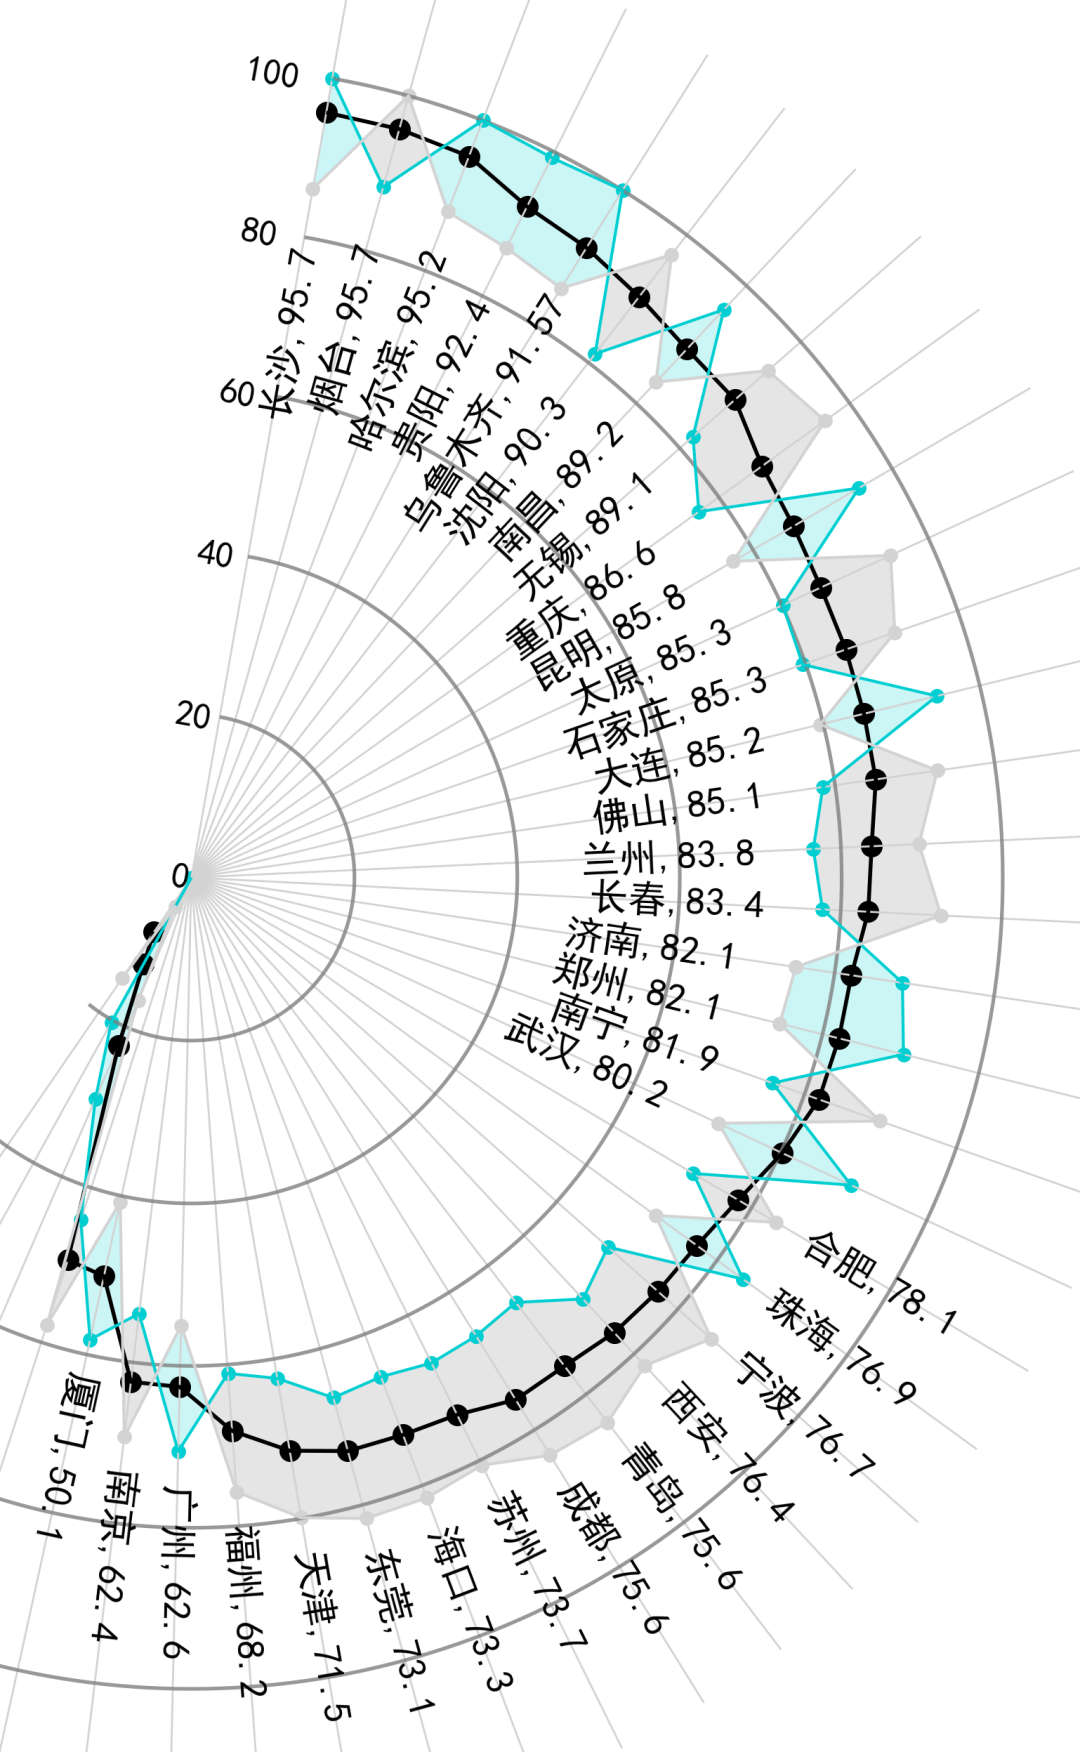 100
80
60
40
20
0
长沙, 95.7
烟台, 95.7
哈尔滨, 95.2
贵阳, 92.4
乌鲁木齐, 91.57
沈阳, 90.3
南昌, 89.2
无锡, 89.1
重庆, 86.6
昆明, 85.8
太原, 85.3
石家庄, 85.3
大连, 85.2
佛山, 85.1
兰州, 83.8
长春, 83.4
济南, 82.1
郑州, 82.1
南宁, 81.9
武汉, 80.2
合肥, 78.1
珠海, 76.9
宁波, 76.7
西安, 76.4
青岛, 75.6
成都, 75.6
苏州, 73.7
海口, 73.3
东莞, 73.1
天津, 71.5
福州, 68.2
广州, 62.6
南京, 62.4
厦门, 50.1